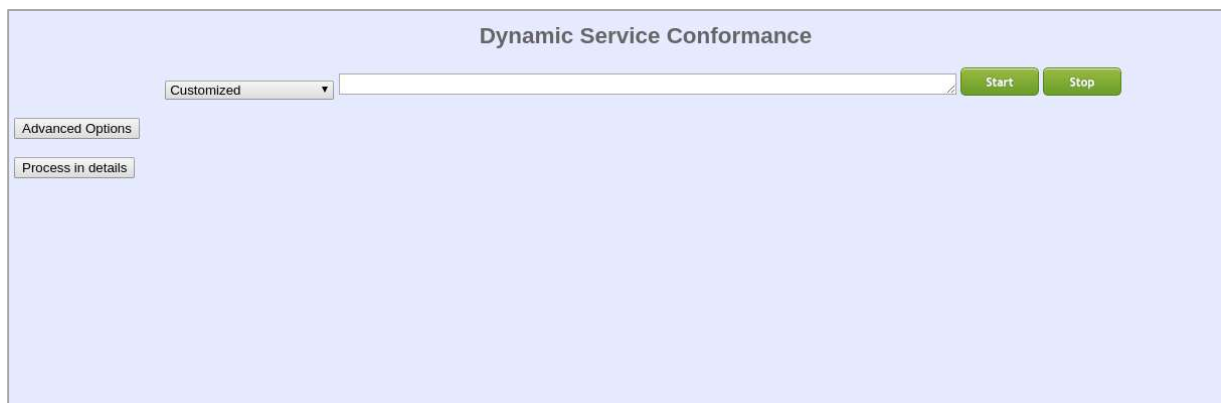 Dynamic Service Conformance
Customized Start Stop
Advanced Options
Process in details